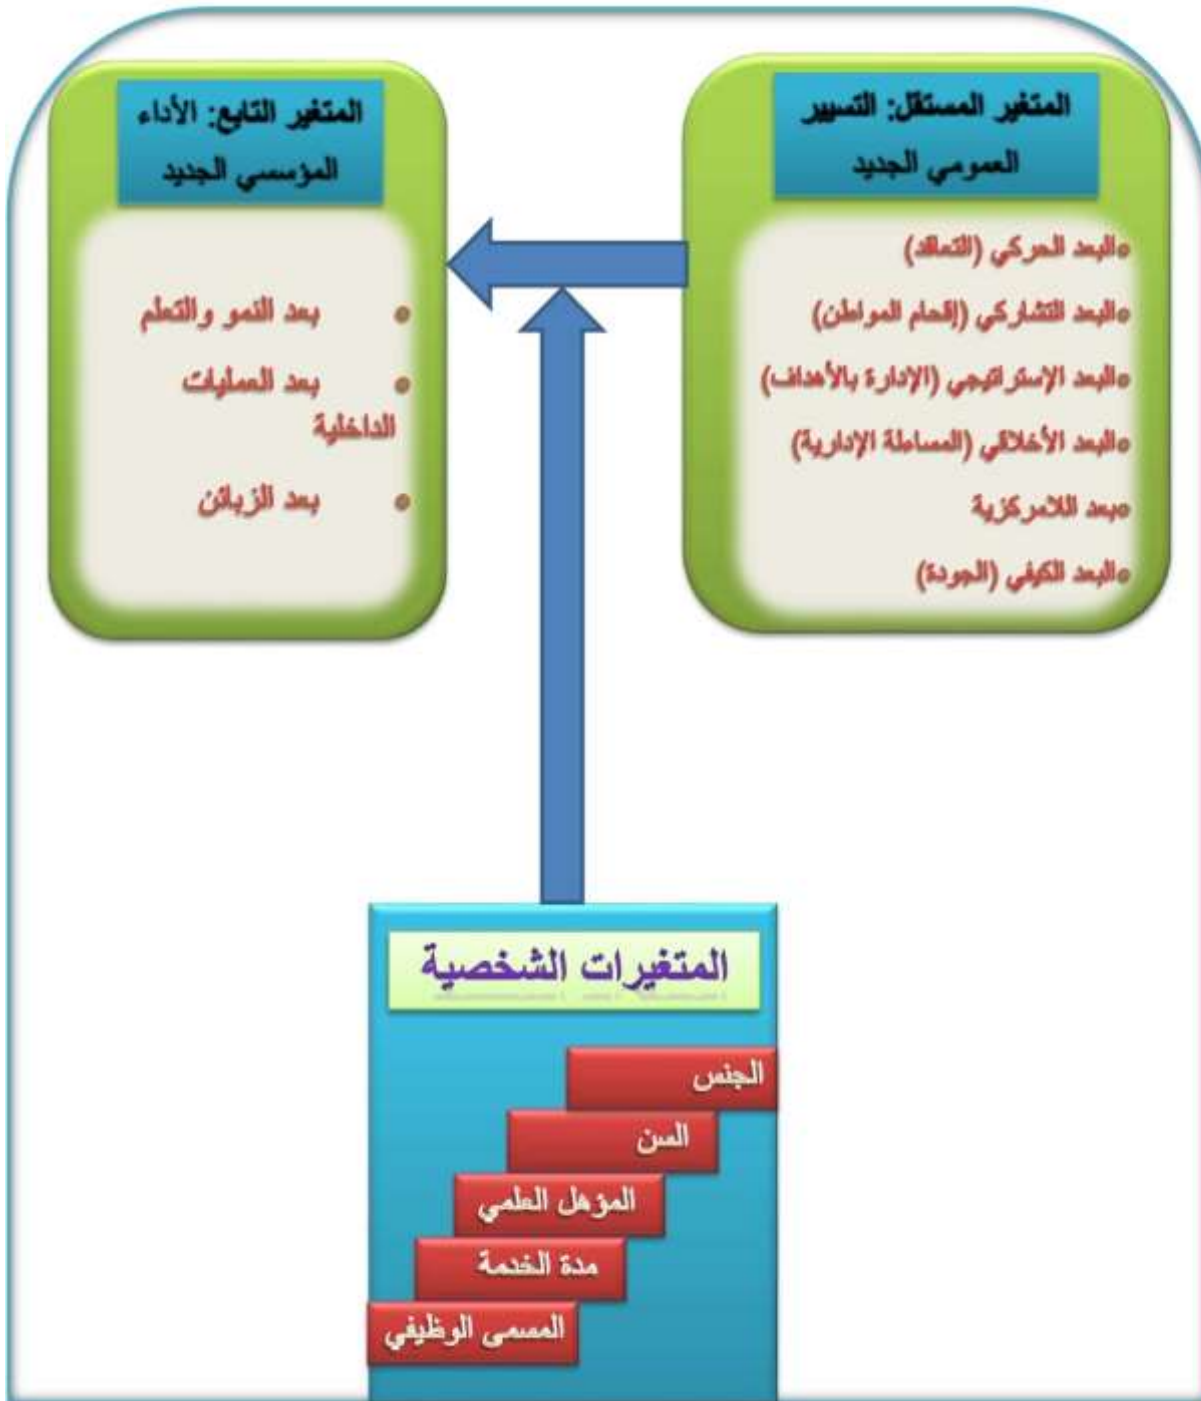 المتغير المستقل: التسيير
العمومي الجديد
البعد الحركي (التعاقد)
البعد التشاركي (إقحام المواطن)
البعد الإستراتيجي (الإدارة بالأهداف)
البعد الأخلاقي (المساءلة الإدارية)
بعد اللامركزية
البعد الكيفي (الجودة)
المتغير التابع: الأداء
المؤسسي الجديد
بعد النمو والتعلم
بعد العمليات
الداخلية
بعد الزبائن
المتغيرات الشخصية
الجنس
السن
المؤهل العلمي
مدة الخدمة
المسمى الوظيفي